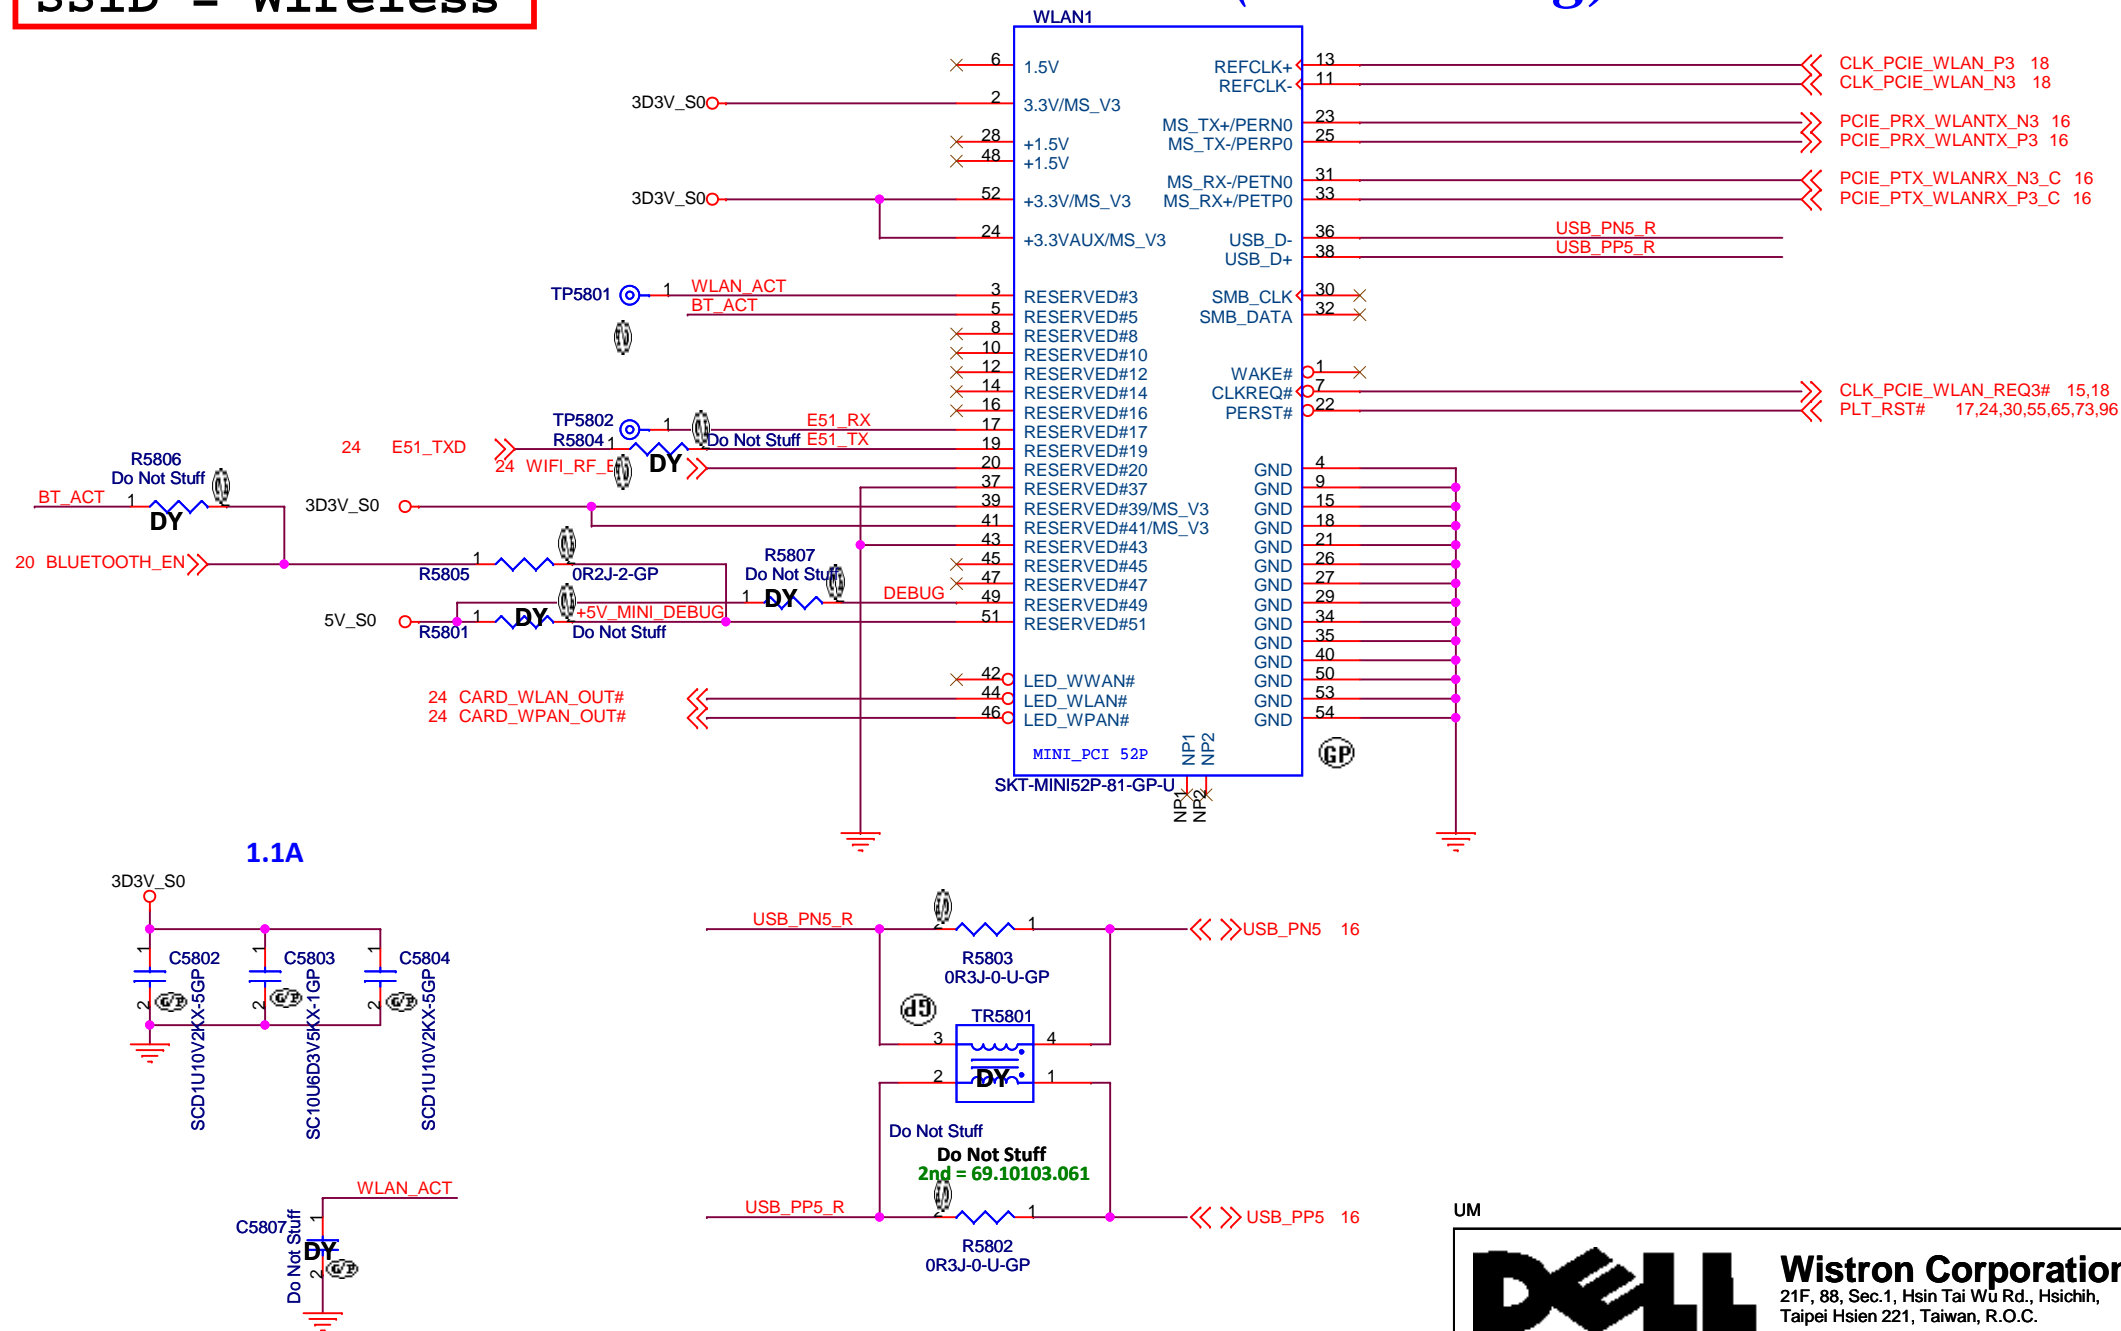 SSID = Wireless
WLAN1
6 1.5V
2 3.3V/MS_V3
3D3V_S0
28 +1.5V
48 +1.5V
3D3V_S0
52 +3.3V/MS_V3
24 +3.3VAUX/MS_V3
TP5801 1 WLAN_ACT 3 RESERVED#3
BT_ACT 5 RESERVED#5
8 RESERVED#8
10 RESERVED#10
12 RESERVED#12
14 RESERVED#14
16 RESERVED#16
TP5802 1 E51_RX 17 RESERVED#17
24 E51_TXD R5804 1 Do Not Stuff E51_TX 19 RESERVED#19
DY
24 WIFI_RF_E 20 RESERVED#20
37 RESERVED#37
3D3V_S0 39 RESERVED#39/MS_V3
41 RESERVED#41/MS_V3
43 RESERVED#43
45 RESERVED#45
47 RESERVED#47
DEBUG 49 RESERVED#49
51 RESERVED#51
R5806
Do Not Stuff
BT_ACT 1
DY
20 BLUETOOTH_EN
1 R5805 0R2J-2-GP
R5807
Do Not Stuff
1 DY
5V_S0 R5801 1 DY +5V_MINI_DEBUG
Do Not Stuff
42 LED_WWAN#
24 CARD_WLAN_OUT# 44 LED_WLAN#
24 CARD_WPAN_OUT# 46 LED_WPAN#
MINI_PCI 52P
NP1
NP2
SKT-MINI52P-81-GP-U
NP1
NP2
GP
REFCLK+ 13 CLK_PCIE_WLAN_P3 18
REFCLK- 11 CLK_PCIE_WLAN_N3 18
MS_TX+/PERN0 23 PCIE_PRX_WLANTX_N3 16
MS_TX-/PERP0 25 PCIE_PRX_WLANTX_P3 16
MS_RX-/PETN0 31 PCIE_PTX_WLANRX_N3_C 16
MS_RX+/PETP0 33 PCIE_PTX_WLANRX_P3_C 16
USB_D- 36 USB_PN5_R
USB_D+ 38 USB_PP5_R
SMB_CLK 30
SMB_DATA 32
WAKE# 1
CLKREQ# 7 CLK_PCIE_WLAN_REQ3# 15,18
PERST# 22 PLT_RST# 17,24,30,55,65,73,96
GND 4
GND 9
GND 15
GND 18
GND 21
GND 26
GND 27
GND 29
GND 34
GND 35
GND 40
GND 50
GND 53
GND 54
1.1A
3D3V_S0
1 C5802 2 G/P SCD1U10V2KX-5GP
1 C5803 2 G/P SC10U6D3V5KX-1GP
1 C5804 2 G/P SCD1U10V2KX-5GP
WLAN_ACT
C5807 1 DY 2 G/P Do Not Stuff
USB_PN5_R 2 1 USB_PN5 16
R5803
0R3J-0-U-GP
GP
TR5801
3 4
2 DY 1
Do Not Stuff
Do Not Stuff
2nd = 69.10103.061
USB_PP5_R 2 1 USB_PP5 16
R5802
0R3J-0-U-GP
UM
DELL
Wistron Corporation
21F, 88, Sec.1, Hsin Tai Wu Rd., Hsichih,
Taipei Hsien 221, Taiwan, R.O.C.